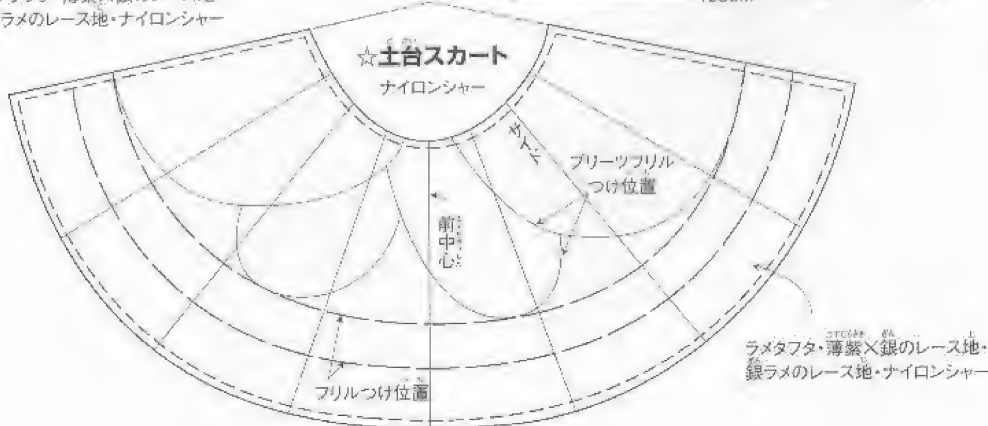 ラメのレース地・ナイロンシャー
☆土台スカート
ナイロンシャー
プリーツフリル
つけ位置
前中心
フリルつけ位置
ラメタフタ・薄紫×銀のレース地・
銀ラメのレース地・ナイロンシャー